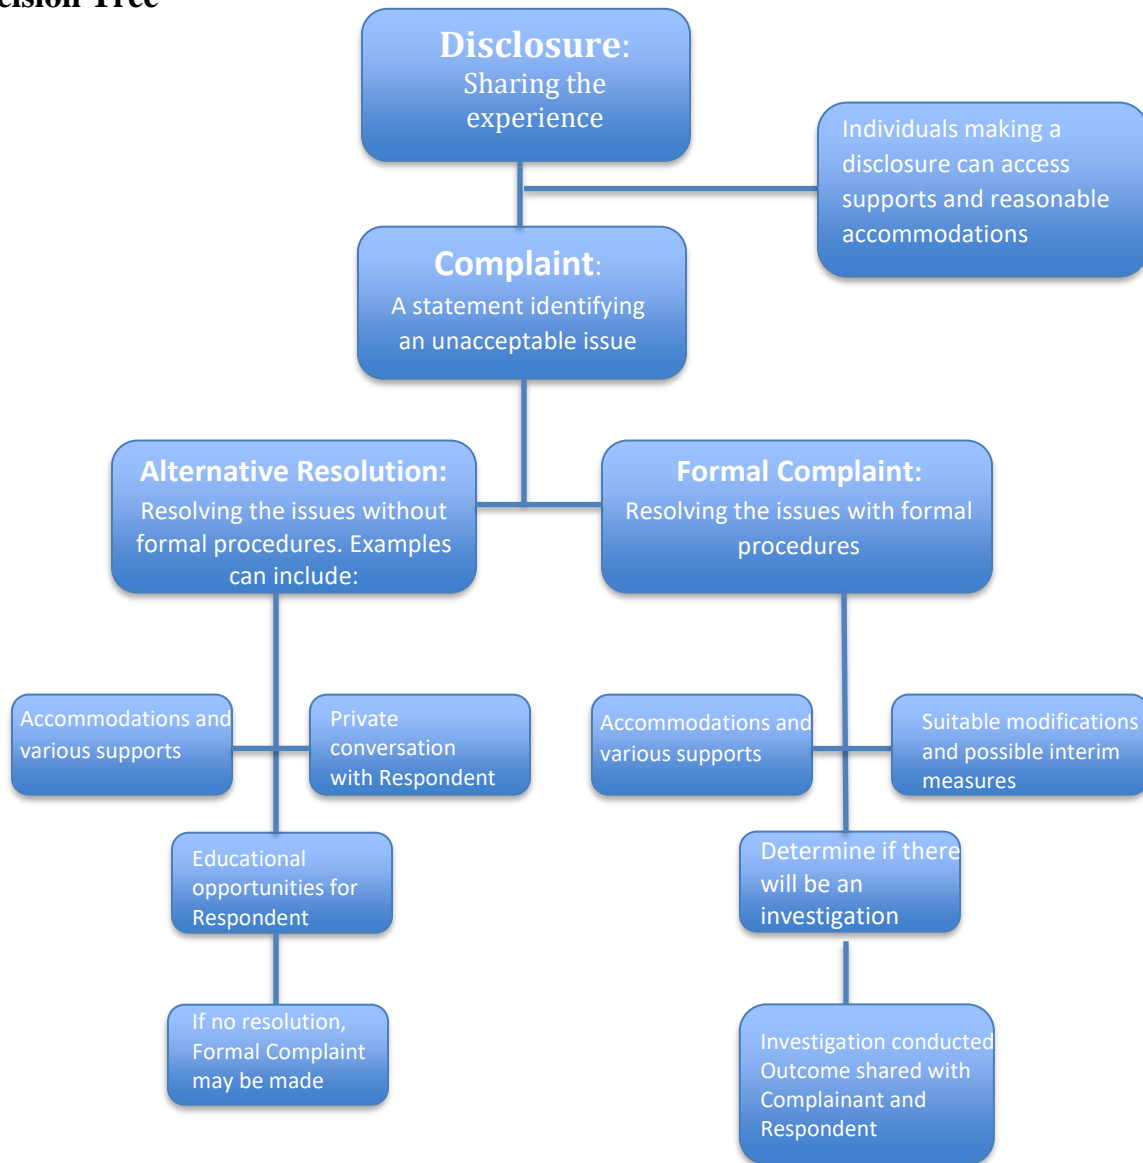 Disclosure:
Sharing the
experience
Individuals making a
disclosure can access
supports and reasonable
accommodations
Complaint:
A statement identifying
an unacceptable issue
Alternative Resolution:
Resolving the issues without
formal procedures. Examples
can include:
Formal Complaint:
Resolving the issues with formal
procedures
Accommodations and
various supports
Private
conversation
with Respondent
Accommodations and
various supports
Suitable modifications
and possible interim
measures
Educational
opportunities for
Respondent
Determine if there
will be an
investigation
If no resolution,
Formal Complaint
may be made
Investigation conducted
Outcome shared with
Complainant and
Respondent